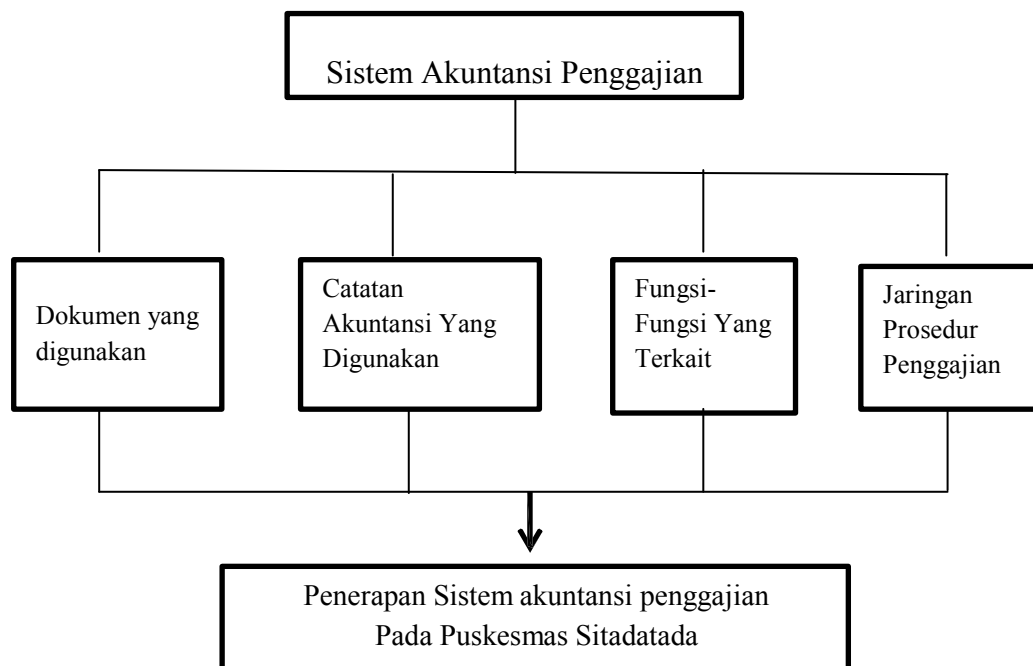 Sistem Akuntansi Penggajian
Dokumen yang
digunakan
Catatan
Akuntansi Yang
Digunakan
Fungsi-
Fungsi Yang
Terkait
Jaringan
Prosedur
Penggajian
Penerapan Sistem akuntansi penggajian
Pada Puskesmas Sitadatada